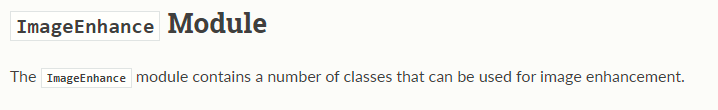 ImageEnhance Module
The ImageEnhance module contains a number of classes that can be used for image enhancement.